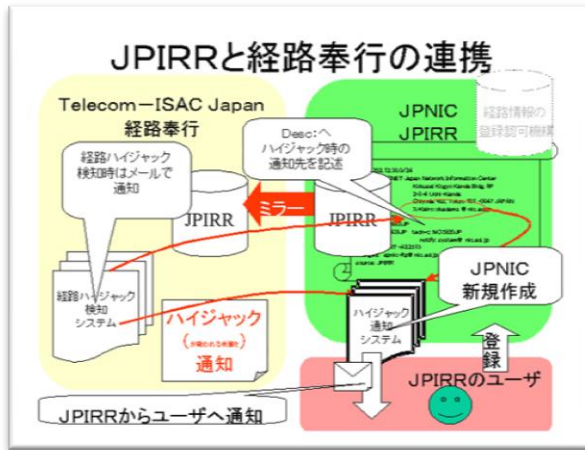 JPIRRと経路奉行の連携
Telecom－ISAC Japan
経路奉行
経路ハイジャック
検知時はメールで
通知
JPIRR
ミラー
経路ハイジャック
検知
システム
ハイジャック
通知
JPIRRからユーザへ通知
JPNIC
JPIRR
経路情報の
登録認可機構
Desc:へ
ハイジャック時の
通知先を記述
JPIRR
source: JPIRR
JPNIC
新規作成
ハイジャック
通知
システム
登録
JPIRRのユーザ